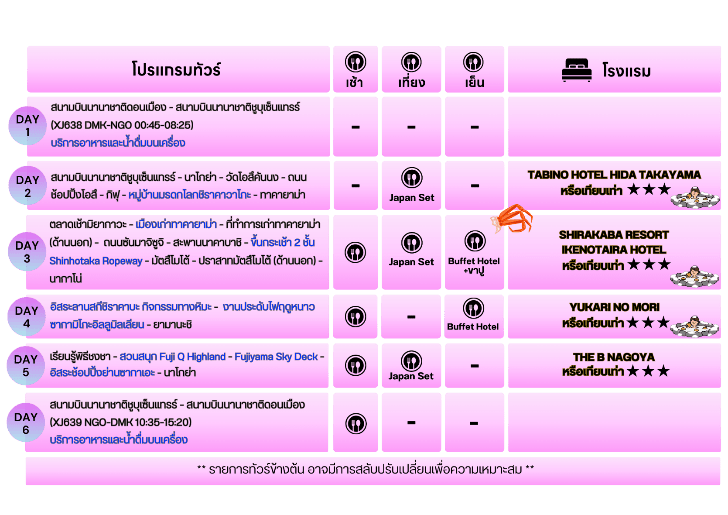 โปรแกรมทัวร์
เช้า
เที่ยง
เย็น
โรงแรม
DAY
1
สนามบินนานาชาติดอนเมือง - สนามบินนานาชาติชูบุเซ็นแทรร์
(XJ638 DMK-NGO 00:45-08:25)
บริการอาหารและน้ำดื่มบนเครื่อง
-
-
-
DAY
2
สนามบินนานาชาติชูบุเซ็นแทรร์ - นาโกย่า - วัดโอสึคันนง - ถนน
ช้อปปิ้งโอสึ - กิฟุ - หมู่บ้านมรดกโลกชิราคาวาโกะ - ทาคายาม่า
-
Japan Set
-
TABINO HOTEL HIDA TAKAYAMA
หรือเทียบเท่า ★★★
DAY
3
ตลาดเช้ามิยากาวะ - เมืองเก่าทาคายาม่า - ที่ทำการเก่าทาคายาม่า
(ด้านนอก) - ถนนซันมาจิซูจิ - สะพานนาคาบาชิ - ขึ้นกระเช้า 2 ชั้น
Shinhotaka Ropeway - มัตสึโมโต้ - ปราสาทมัตสึโมโต้ (ด้านนอก) -
นากาโน่
Japan Set
Buffet Hotel
+ขาปู
SHIRAKABA RESORT
IKENOTAIRA HOTEL
หรือเทียบเท่า ★★★
DAY
4
อิสระลานสกีชิราคาบะ กิจกรรมทางหิมะ - งานประดับไฟฤดูหนาว
ซากามิโกะอิลลูมิลเลียน - ยามานะชิ
-
Buffet Hotel
YUKARI NO MORI
หรือเทียบเท่า ★★★
DAY
5
เรียนรู้พิธีชงชา - สวนสนุก Fuji Q Highland - Fujiyama Sky Deck -
อิสระช้อปปิ้งย่านซากาเอะ - นาโกย่า
Japan Set
-
THE B NAGOYA
หรือเทียบเท่า ★★★
DAY
6
สนามบินนานาชาติชูบุเซ็นแทรร์ - สนามบินนานาชาติดอนเมือง
(XJ639 NGO-DMK 10:35-15:20)
บริการอาหารและน้ำดื่มบนเครื่อง
-
-
** รายการทัวร์ข้างต้น อาจมีการสลับปรับเปลี่ยนเพื่อความเหมาะสม **